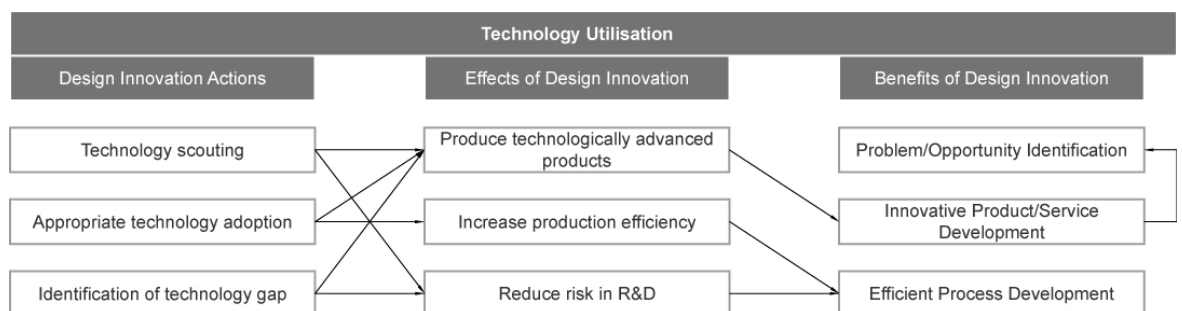 Technology Utilisation
Design Innovation Actions
Effects of Design Innovation
Benefits of Design Innovation
Technology scouting
Produce technologically advanced
products
Problem/Opportunity Identification
Appropriate technology adoption
Increase production efficiency
Innovative Product/Service
Development
Identification of technology gap
Reduce risk in R&D
Efficient Process Development